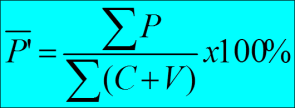 P̅' = ∑P / ∑(C+V) x100%